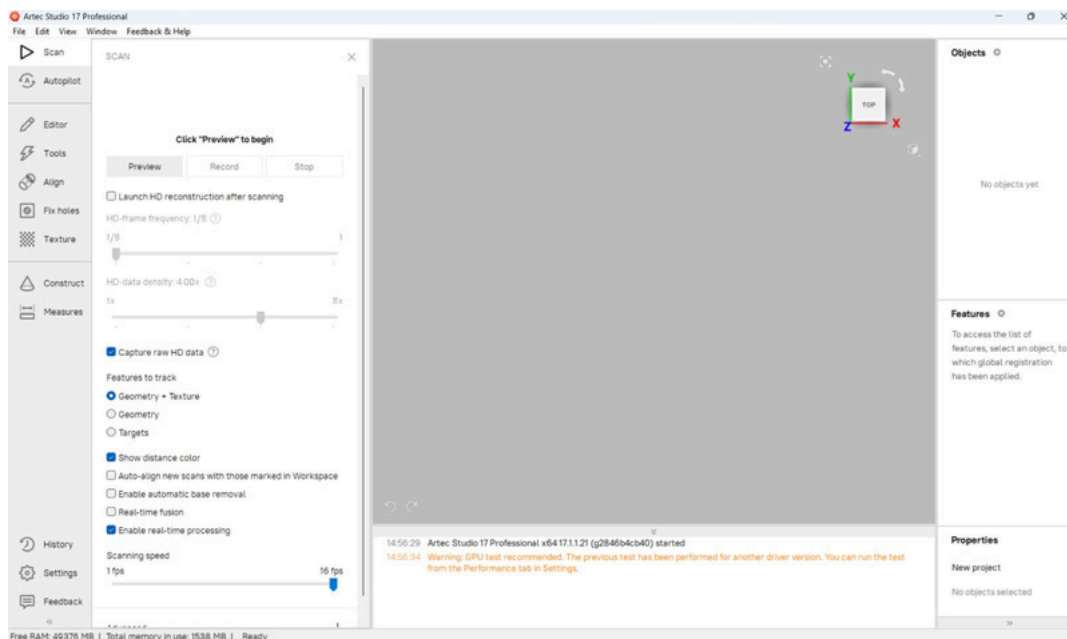 Artec Studio 17 Professional
File Edit View Window Feedback & Help
Scan
Autopilot
Editor
Tools
Align
Fix holes
Texture
Construct
Measures
History
Settings
Feedback
SCAN
Click "Preview" to begin
Preview Record Stop
Launch HD reconstruction after scanning
HD-frame frequency: 1/8
1/8 1
HD-data density: 4.00x
1x 8x
Capture raw HD data
Features to track
Geometry + Texture
Geometry
Targets
Show distance color
Auto-align new scans with those marked in Workspace
Enable automatic base removal
Real-time fusion
Enable real-time processing
Scanning speed
1 fps 16 fps
Y
TOP
Z X
14:56:29 Artec Studio 17 Professional x64 17.1.1.21 (g2846b4cb40) started
14:56:34 Warning: GPU test recommended. The previous test has been performed for another driver version. You can run the test
from the Performance tab in Settings.
Objects
No objects yet
Features
To access the list of
features, select an object, to
which global registration
has been applied.
Properties
New project
No objects selected
Free RAM: 49376 MB | Total memory in use: 1538 MB | Ready